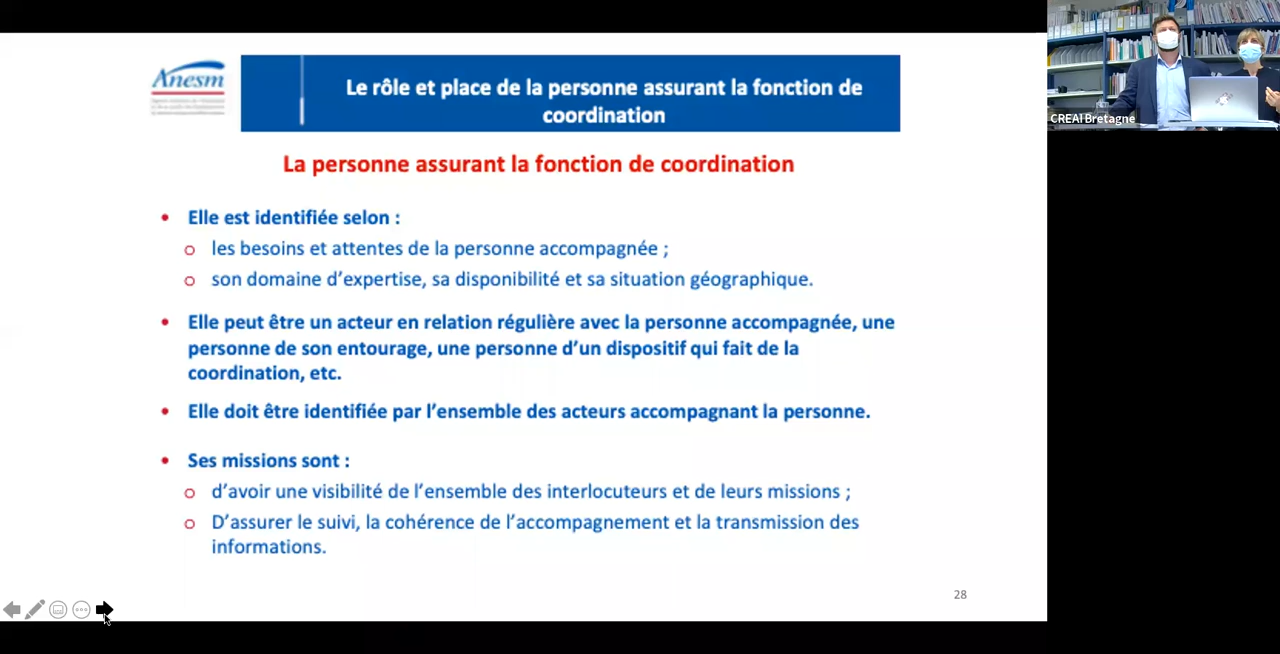 Anesm
Le rôle et place de la personne assurant la fonction de
coordination
La personne assurant la fonction de coordination
• Elle est identifiée selon :
o les besoins et attentes de la personne accompagnée ;
o son domaine d’expertise, sa disponibilité et sa situation géographique.
• Elle peut être un acteur en relation régulière avec la personne accompagnée, une
personne de son entourage, une personne d’un dispositif qui fait de la
coordination, etc.
• Elle doit être identifiée par l’ensemble des acteurs accompagnant la personne.
• Ses missions sont :
o d’avoir une visibilité de l’ensemble des interlocuteurs et de leurs missions ;
o D’assurer le suivi, la cohérence de l’accompagnement et la transmission des
informations.
28
CREAI Bretagne